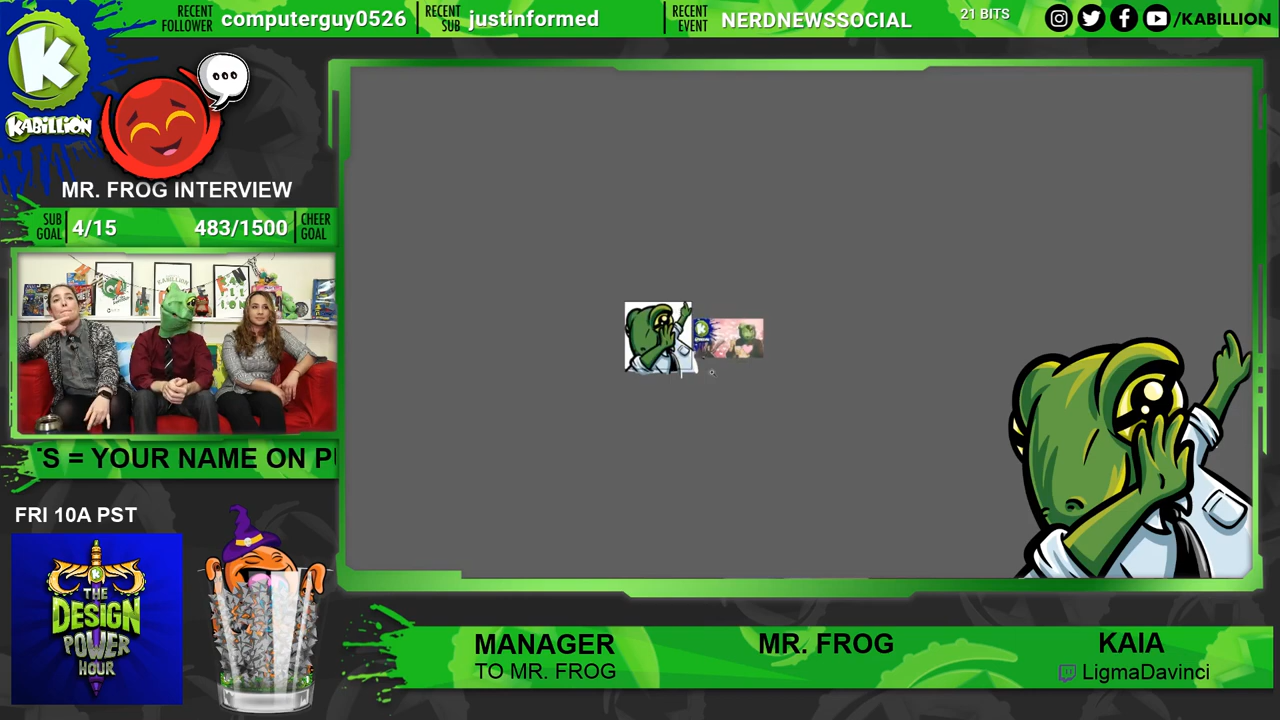 RECENT FOLLOWER computerguy0526
RECENT SUB justinformed
RECENT EVENT NERDNEWSSOCIAL
21 BITS
/KABILLION
K
KABILLION
MR. FROG INTERVIEW
SUB GOAL 4/15
483/1500 CHEER GOAL
'S = YOUR NAME ON P
FRI 10A PST
THE
DESIGN
POWER
HOUR
MANAGER
TO MR. FROG
MR. FROG
KAIA
LigmaDavinci